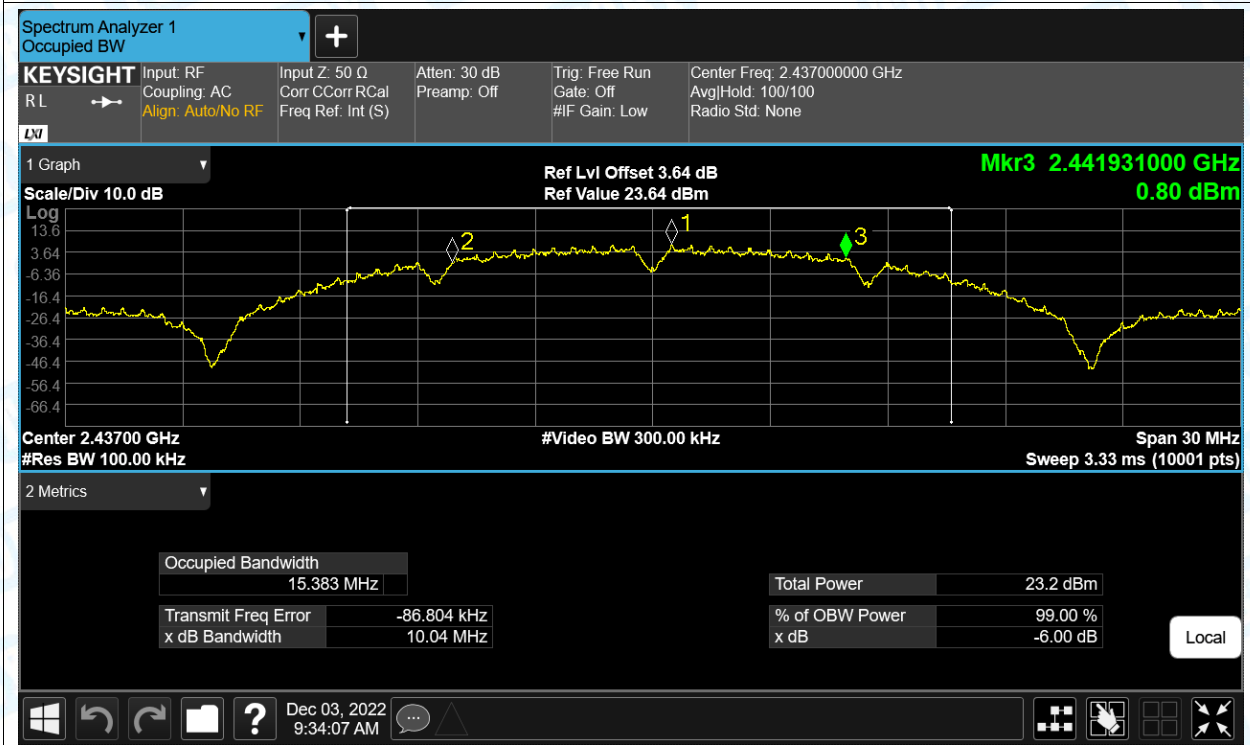 Spectrum Analyzer 1
Occupied BW
+
KEYSIGHT
R L
LXI
Input: RF
Coupling: AC
Align: Auto/No RF
Input Z: 50 Ω
Corr CCorr RCal
Freq Ref: Int (S)
Atten: 30 dB
Preamp: Off
Trig: Free Run
Gate: Off
#IF Gain: Low
Center Freq: 2.437000000 GHz
Avg|Hold: 100/100
Radio Std: None
1 Graph
Scale/Div 10.0 dB
Ref Lvl Offset 3.64 dB
Ref Value 23.64 dBm
Mkr3 2.441931000 GHz
0.80 dBm
Log
13.6
3.64
-6.36
-16.4
-26.4
-36.4
-46.4
-56.4
-66.4
2
1
3
Center 2.43700 GHz
#Res BW 100.00 kHz
#Video BW 300.00 kHz
Span 30 MHz
Sweep 3.33 ms (10001 pts)
2 Metrics
Occupied Bandwidth
15.383 MHz
Transmit Freq Error -86.804 kHz
x dB Bandwidth 10.04 MHz
Total Power 23.2 dBm
% of OBW Power 99.00 %
x dB -6.00 dB
Local
?
Dec 03, 2022
9:34:07 AM